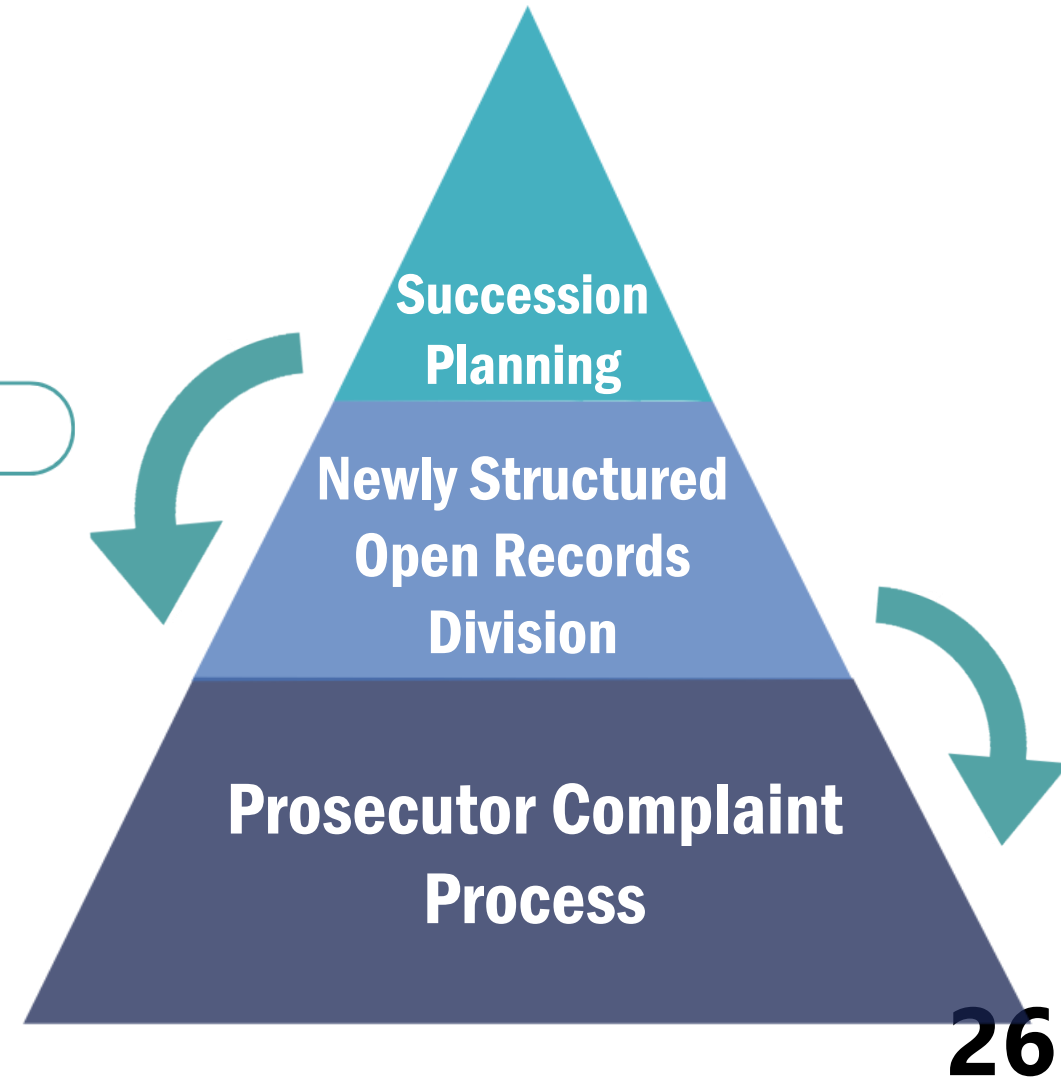 Succession
Planning
Newly Structured
Open Records
Division
Prosecutor Complaint
Process
26